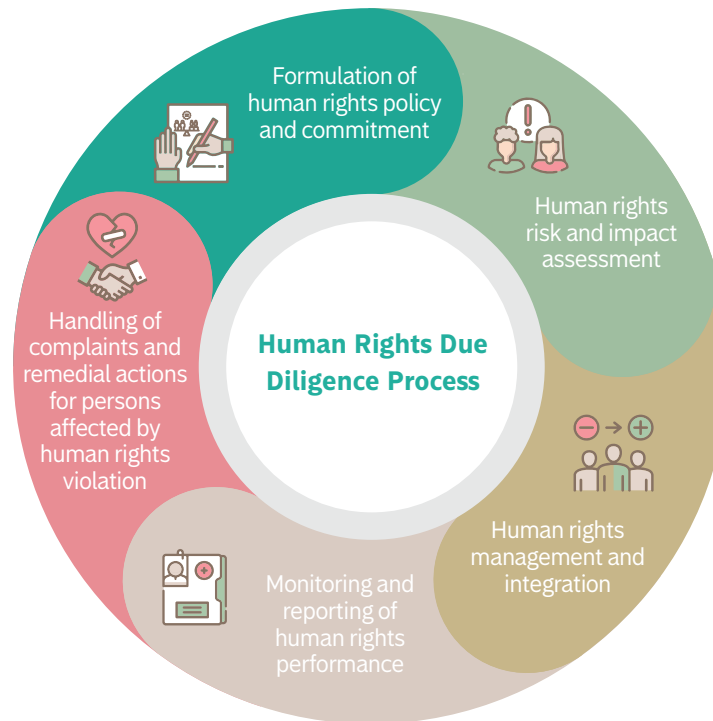 Formulation of
human rights policy
and commitment
Human rights
risk and impact
assessment
Human rights
management and
integration
Monitoring and
reporting of
human rights
performance
Handling of
complaints and
remedial actions
for persons
affected by
human rights
violation
Human Rights Due
Diligence Process